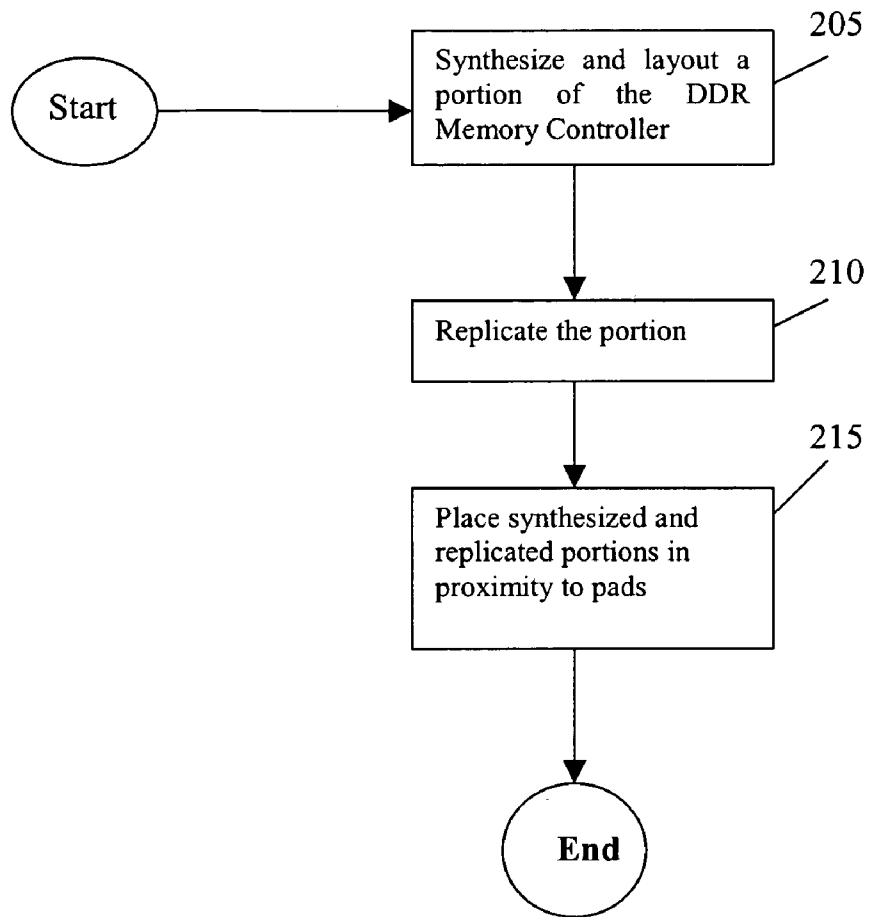 205
Start
Synthesize and layout a
portion of the DDR
Memory Controller
210
Replicate the portion
215
Place synthesized and
replicated portions in
proximity to pads
End